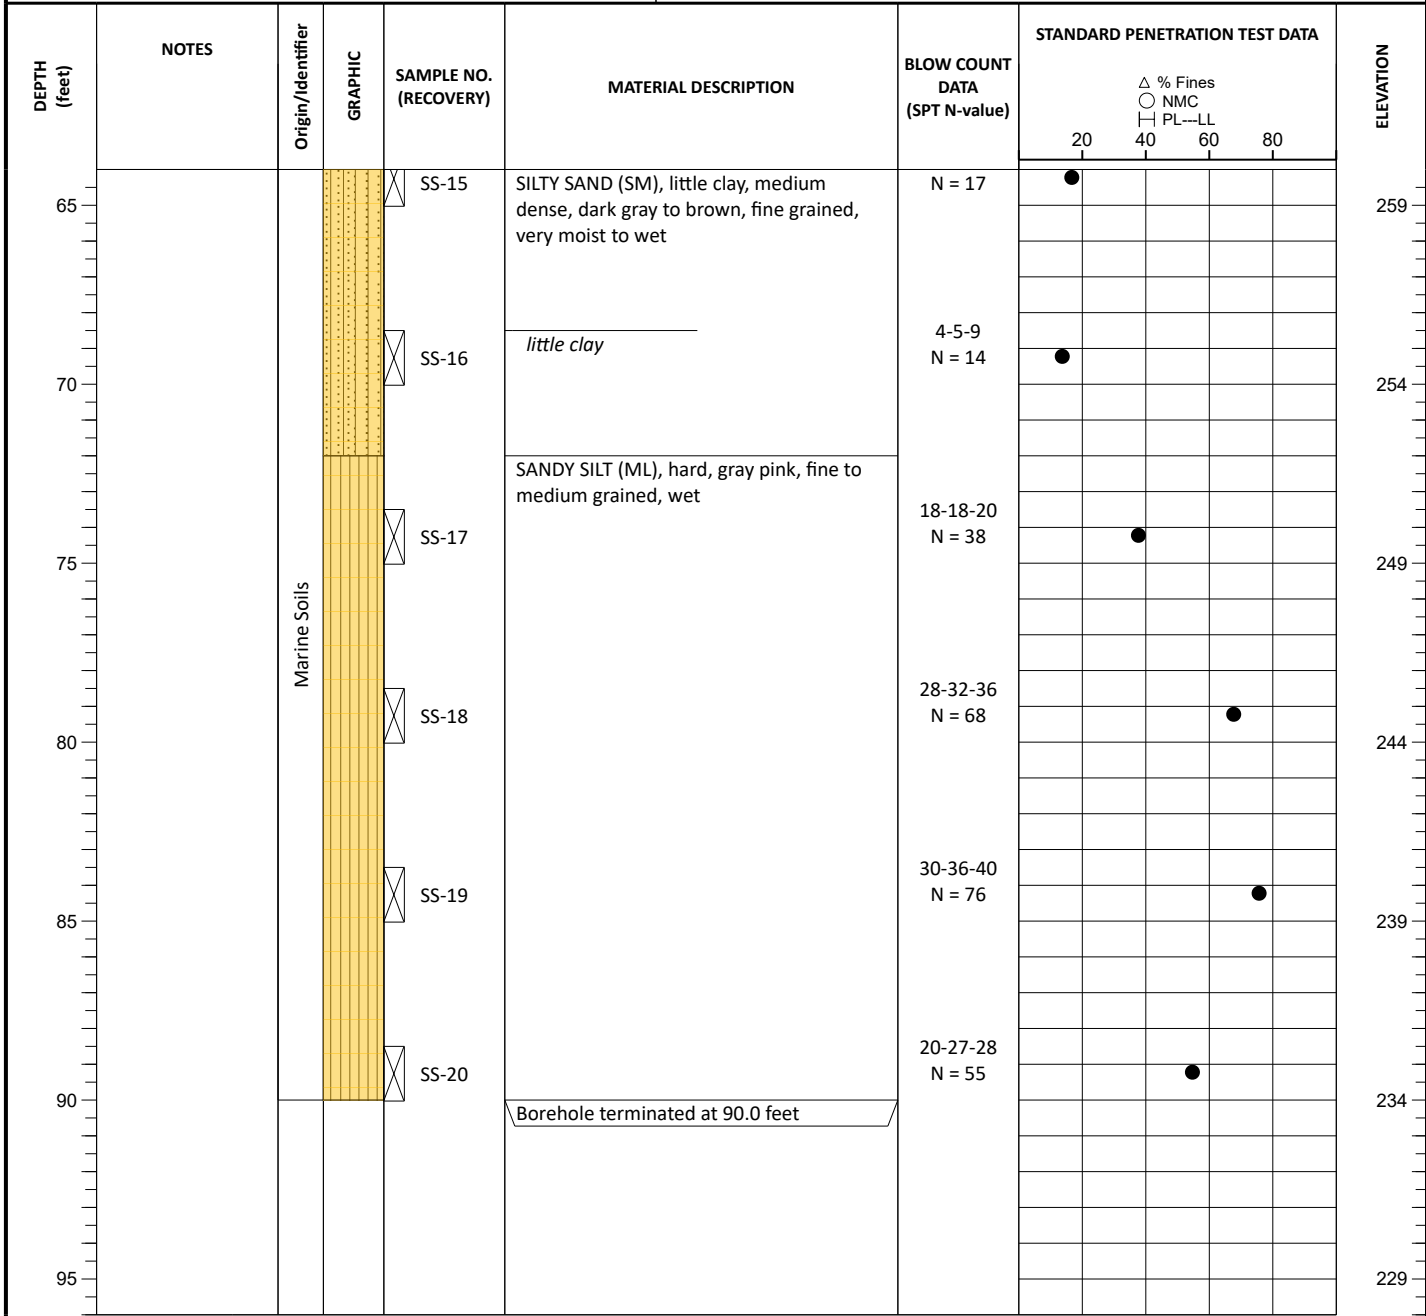 DEPTH
(feet)
NOTES
Origin/Identifier
GRAPHIC
SAMPLE NO.
(RECOVERY)
MATERIAL DESCRIPTION
BLOW COUNT
DATA
(SPT N-value)
STANDARD PENETRATION TEST DATA
△ % Fines
○ NMC
PL---LL
20 40 60 80
ELEVATION
SS-15
SILTY SAND (SM), little clay, medium
dense, dark gray to brown, fine grained,
very moist to wet
N = 17
65
259
4-5-9
little clay
SS-16
N = 14
70
254
SANDY SILT (ML), hard, gray pink, fine to
medium grained, wet
18-18-20
SS-17
N = 38
75
249
Marine Soils
28-32-36
SS-18
N = 68
80
244
30-36-40
SS-19
N = 76
85
239
20-27-28
SS-20
N = 55
90
234
Borehole terminated at 90.0 feet
95
229